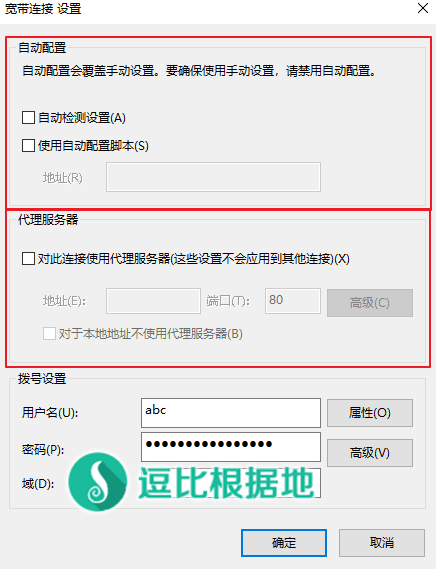 宽带连接 设置
自动配置
自动配置会覆盖手动设置。要确保使用手动设置，请禁用自动配置。
自动检测设置(A)
使用自动配置脚本(S)
地址(R)
代理服务器
对此连接使用代理服务器(这些设置不会应用到其他连接)(X)
地址(E): 端口(T): 80 高级(C)
对于本地地址不使用代理服务器(B)
拨号设置
用户名(U): abc 属性(O)
密码(P): ●●●●●●●●●●●●●●●● 高级(V)
域(D):
逗比根据地
确定 取消